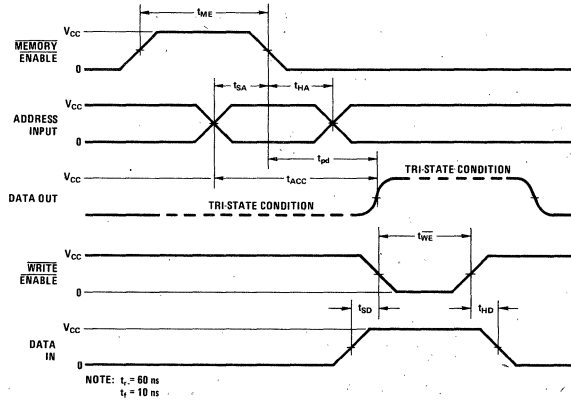 tME
VCC
MEMORY
ENABLE
0
tSA
tHA
VCC
ADDRESS
INPUT
0
tpd
TRI-STATE CONDITION
VCC
tACC
DATA OUT
TRI-STATE CONDITION
tWE
VCC
WRITE
ENABLE
0
tSD
tHD
VCC
DATA
IN
0
NOTE: tr = 60 ns
tf = 10 ns